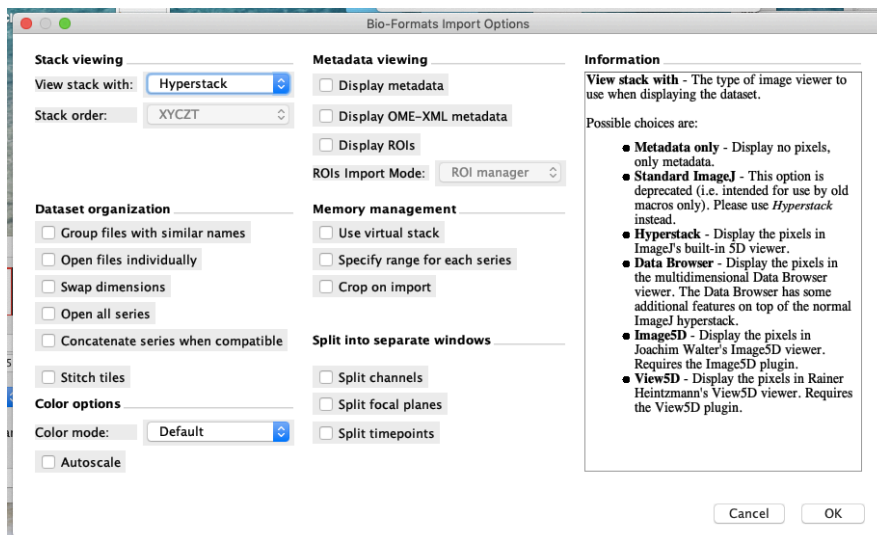 Bio-Formats Import Options
Stack viewing
View stack with:
Hyperstack
Stack order:
XYCZT
Metadata viewing
Display metadata
Display OME-XML metadata
Display ROIs
ROIs Import Mode:
ROI manager
Dataset organization
Group files with similar names
Open files individually
Swap dimensions
Open all series
Concatenate series when compatible
Stitch tiles
Memory management
Use virtual stack
Specify range for each series
Crop on import
Color options
Color mode:
Default
Autoscale
Split into separate windows
Split channels
Split focal planes
Split timepoints
Information
View stack with - The type of image viewer to
use when displaying the dataset.
Possible choices are:
Metadata only - Display no pixels,
only metadata.
Standard ImageJ - This option is
deprecated (i.e. intended for use by old
macros only). Please use Hyperstack
instead.
Hyperstack - Display the pixels in
ImageJ's built-in 5D viewer.
Data Browser - Display the pixels in
the multidimensional Data Browser
viewer. The Data Browser has some
additional features on top of the normal
ImageJ hyperstack.
Image5D - Display the pixels in
Joachim Walter's Image5D viewer.
Requires the Image5D plugin.
View5D - Display the pixels in Rainer
Heintzmann's View5D viewer. Requires
the View5D plugin.
Cancel
OK